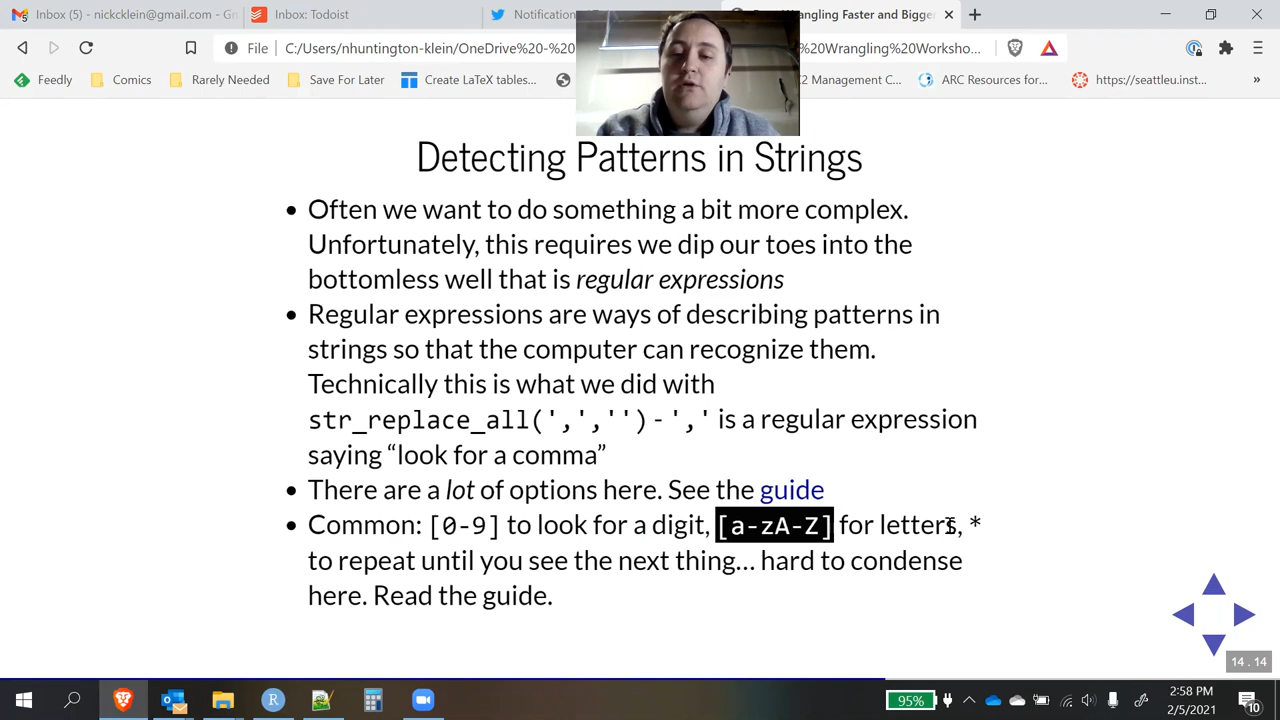 Inbox (5) - nickcklein@gmail.com - G
Inbox: Todoist
Notification
Wrangling Faster and Bigge
File
C:/Users/nhuntington-klein/OneDrive%20-%20
%20Wrangling%20Worksho...
Feedly
Comics
Rarely Needed
Save For Later
Create LaTeX tables...
C2 Management C...
ARC Resources for...
https://seattleu.inst...
»
Detecting Patterns in Strings
• Often we want to do something a bit more complex.
Unfortunately, this requires we dip our toes into the
bottomless well that is regular expressions
• Regular expressions are ways of describing patterns in
strings so that the computer can recognize them.
Technically this is what we did with
str_replace_all(',','') - ',' is a regular expression
saying “look for a comma”
• There are a lot of options here. See the guide
• Common: [0-9] to look for a digit, [a-zA-Z] for letters, *
to repeat until you see the next thing... hard to condense
here. Read the guide.
14 . 14
95%
2:58 PM
2/5/2021
10